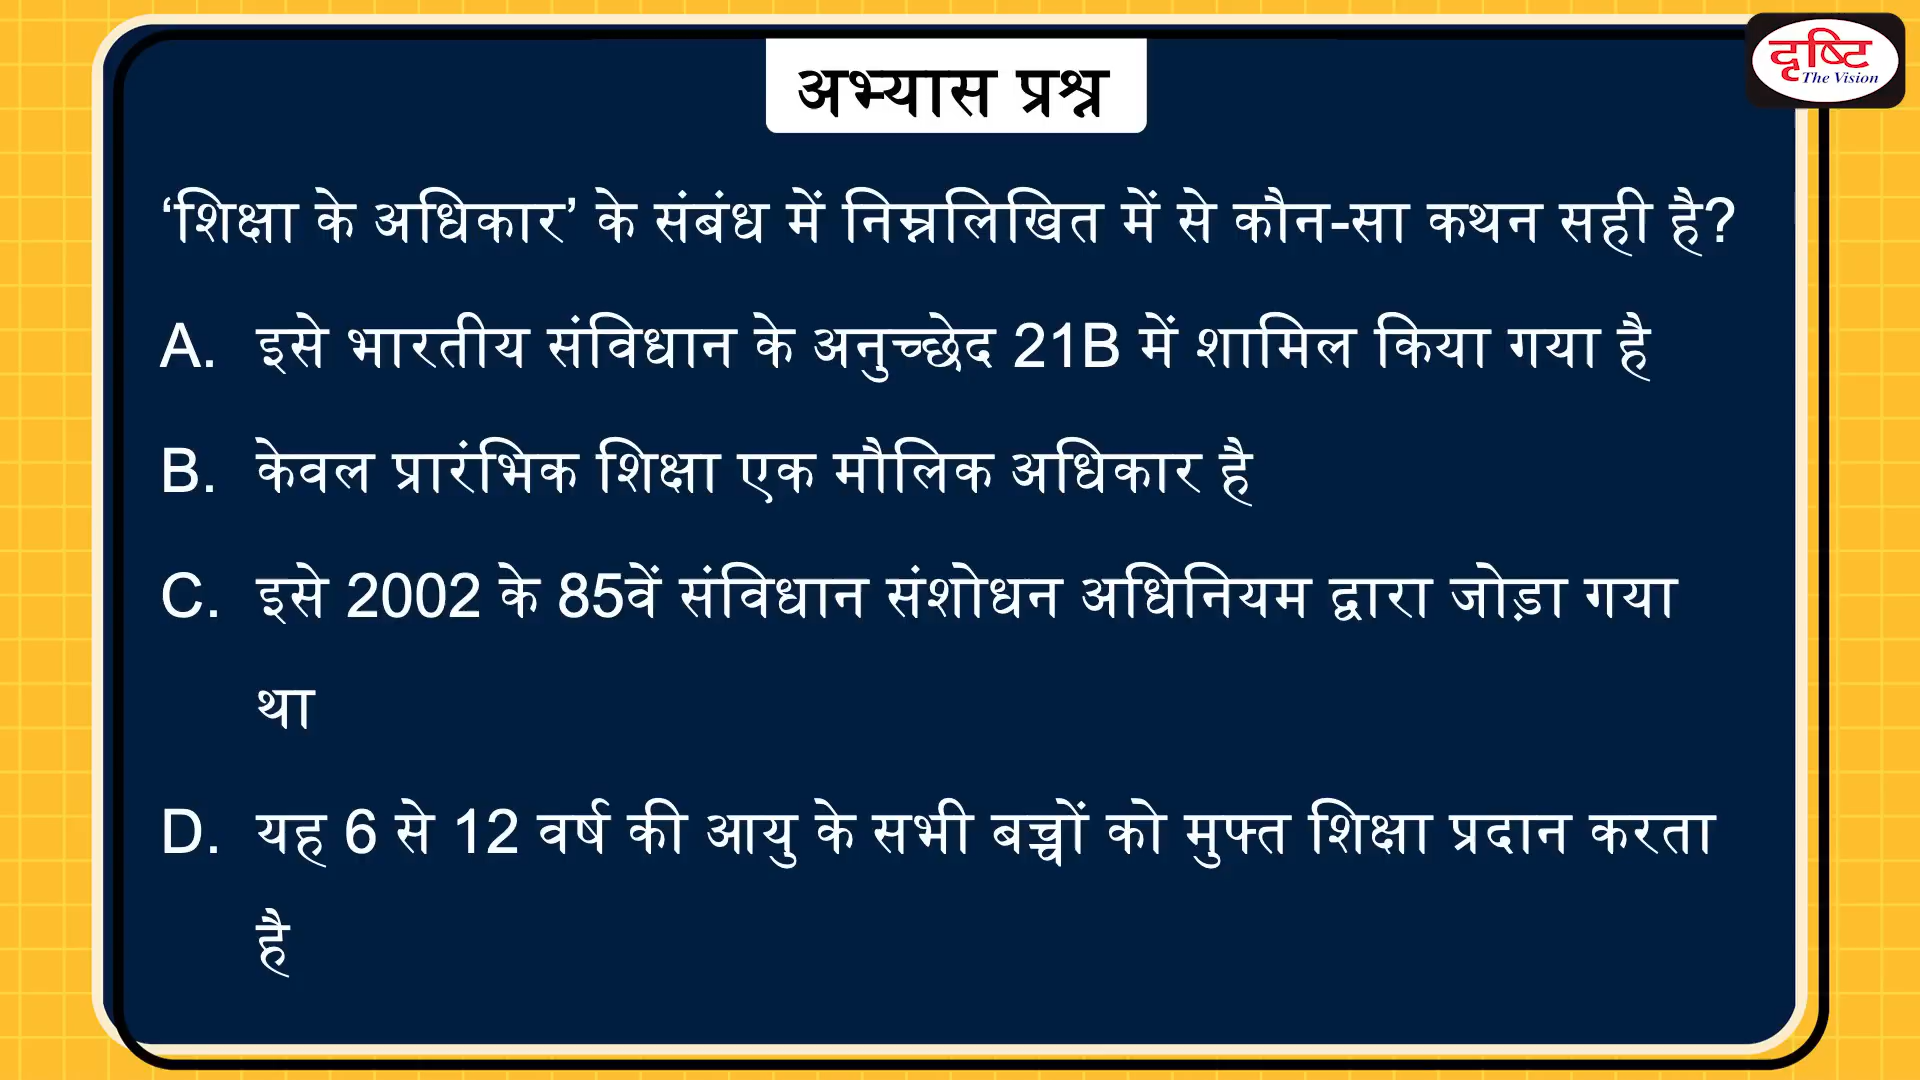 दृष्टि
The Vision
अभ्यास प्रश्न
‘शिक्षा के अधिकार’ के संबंध में निम्नलिखित में से कौन-सा कथन सही है?
A. इसे भारतीय संविधान के अनुच्छेद 21B में शामिल किया गया है
B. केवल प्रारंभिक शिक्षा एक मौलिक अधिकार है
C. इसे 2002 के 85वें संविधान संशोधन अधिनियम द्वारा जोड़ा गया
था
D. यह 6 से 12 वर्ष की आयु के सभी बच्चों को मुफ्त शिक्षा प्रदान करता
है